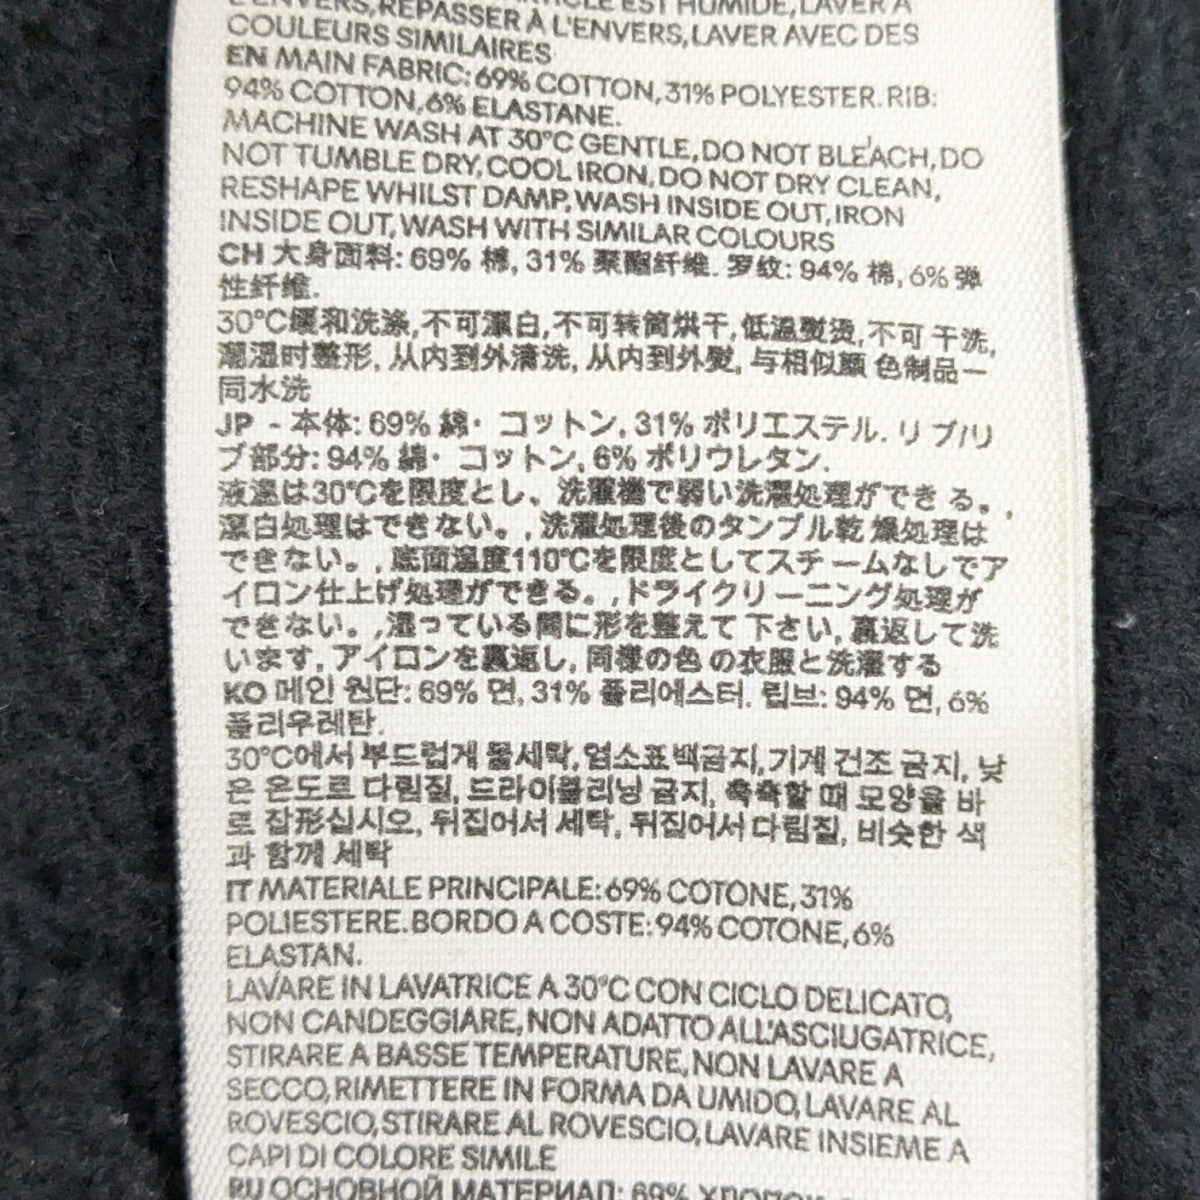 L'ENVERS, REPASSER À L'ENVERS, LAVER AVEC DES
COULEURS SIMILAIRES
EN MAIN FABRIC: 69% COTTON, 31% POLYESTER. RIB:
94% COTTON, 6% ELASTANE.
MACHINE WASH AT 30°C GENTLE, DO NOT BLEACH, DO
NOT TUMBLE DRY, COOL IRON, DO NOT DRY CLEAN,
RESHAPE WHILST DAMP, WASH INSIDE OUT, IRON
INSIDE OUT, WASH WITH SIMILAR COLOURS
CH 大身面料: 69% 棉, 31% 聚酯纤维. 罗纹: 94% 棉, 6% 弹
性纤维.
30°C缓和洗涤,不可漂白,不可转筒烘干,低温熨烫,不可 干洗,
潮湿时整形, 从内到外清洗, 从内到外熨, 与相似颜 色制品一
同水洗
JP - 本体: 69% 綿・ コットン, 31% ポリエステル. リ ブ/リ
ブ部分: 94% 綿・ コットン, 6% ポリウレタン.
液温は30℃を限度とし、洗濯機で弱い洗濯処理ができ る。,
漂白処理はできない。, 洗濯処理後のタンブル乾 燥処理は
できない。, 底面温度110℃を限度としてスチームなしでア
イロン仕上げ処理ができる。,ドライクリーニング処理が
できない。,湿っている間に形を整えて 下さい, 裏返して洗
います, アイロンを裏返し, 同様の色 の衣服と洗濯する
KO 메인 원단: 69% 면, 31% 폴리에스터. 립브: 94% 면, 6%
폴리우레탄.
30°C에서 부드럽게 물세탁,염소표백금지,기계 건조 금지, 낮
은 온도로 다림질, 드라이클리닝 금지, 축축할 때 모양을 바
로 잡형십시오, 뒤집어서 세탁, 뒤집어서 다림질, 비슷한 색
과 함께 세탁
IT MATERIALE PRINCIPALE: 69% COTONE, 31%
POLIESTERE. BORDO A COSTE: 94% COTONE, 6%
ELASTAN.
LAVARE IN LAVATRICE A 30°C CON CICLO DELICATO,
NON CANDEGGIARE, NON ADATTO ALL'ASCIUGATRICE,
STIRARE A BASSE TEMPERATURE, NON LAVARE A
SECCO, RIMETTERE IN FORMA DA UMIDO, LAVARE AL
ROVESCIO, STIRARE AL ROVESCIO, LAVARE INSIEME A
CAPI DI COLORE SIMILE
RU ОСНОВНОЙ МАТЕРИАЛ: 69%